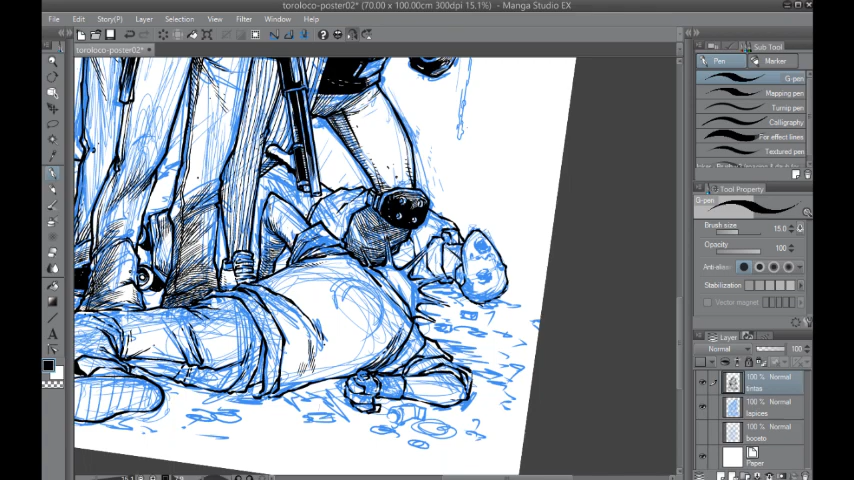 toroloco-poster02* (70.00 x 100.00cm 300dpi 15.1%) - Manga Studio EX
File Edit Story(P) Layer Selection View Filter Window Help
toroloco-poster02*
Sub Tool
Pen Marker
G-pen
Mapping pen
Turnip pen
Calligraphy
For effect lines
Textured pen
Tool Property
G-pen
Brush size 15.0
Opacity 100
Anti-alias
Stabilization
Vector magnet
Layer
Normal 100
100 % Normal
tintas
100 % Normal
lapices
100 % Normal
boceto
Paper